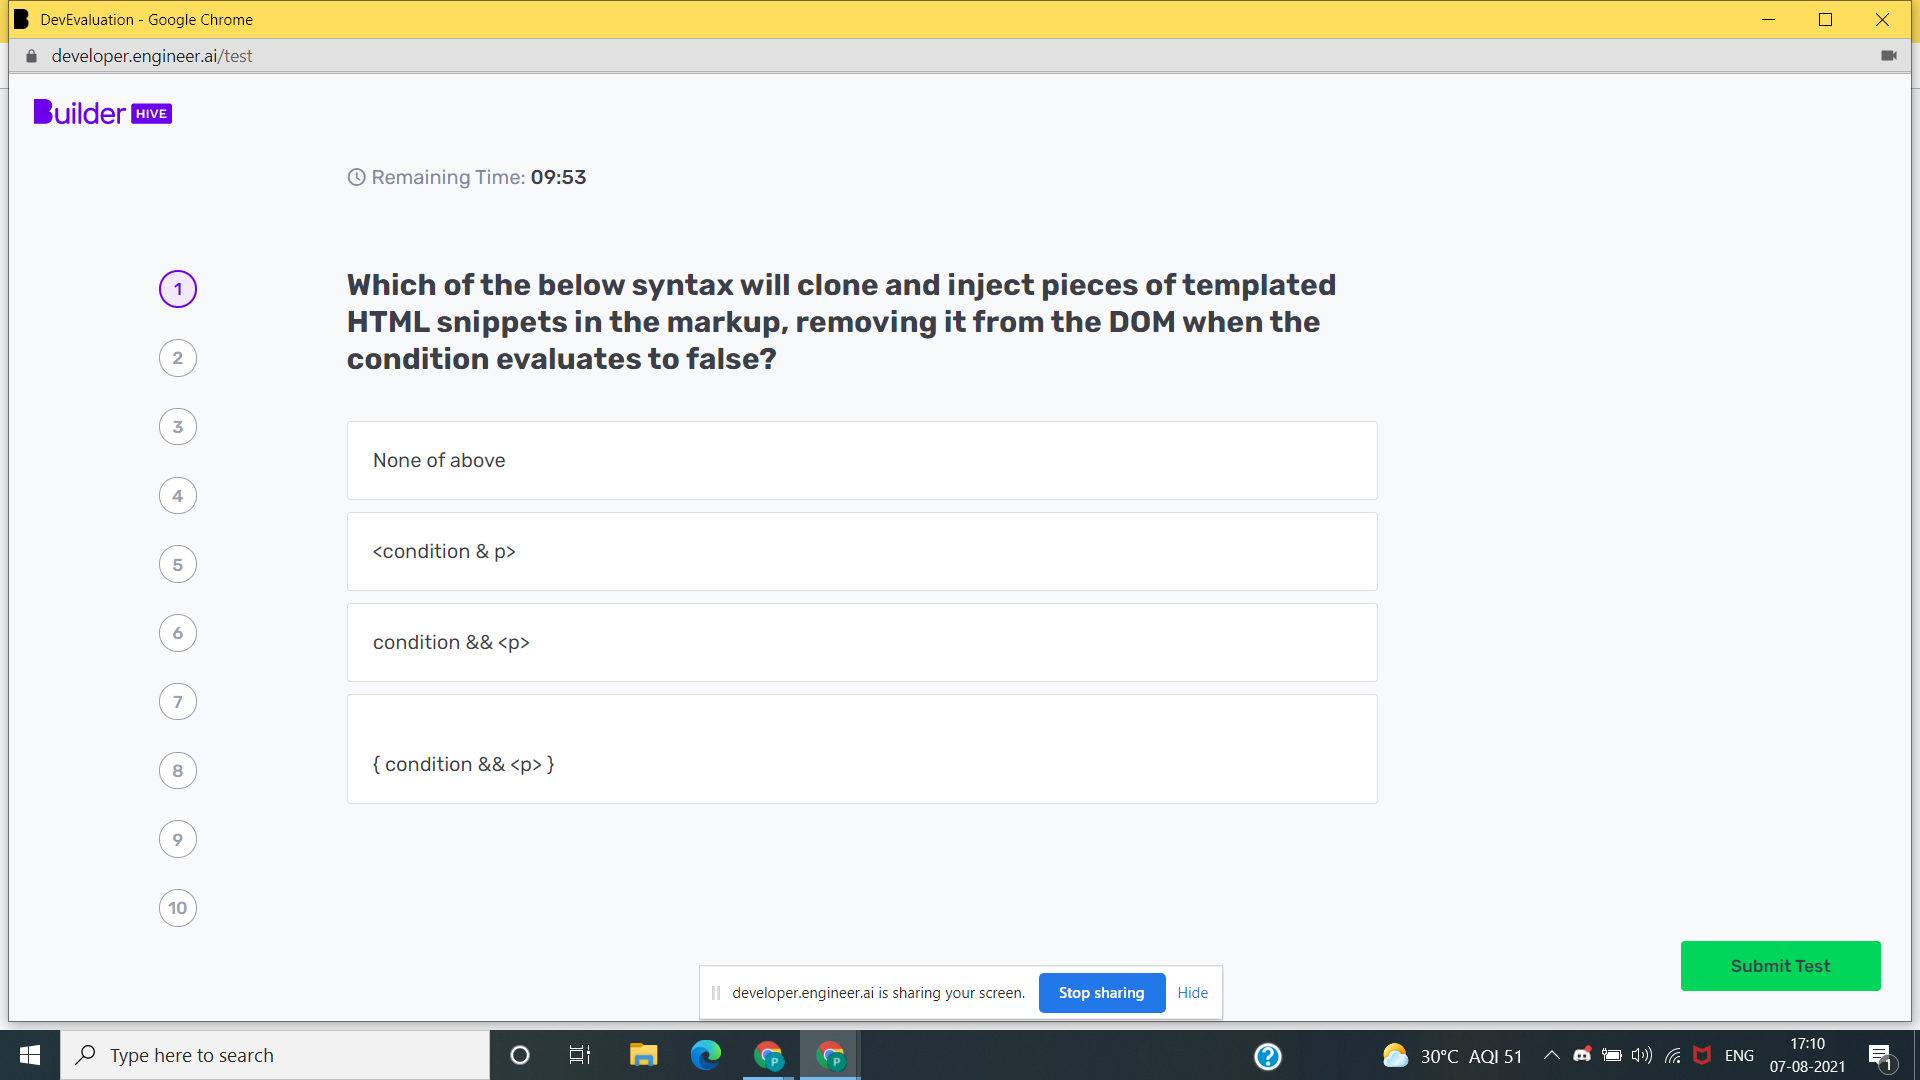 DevEvaluation - Google Chrome
developer.engineer.ai/test
Builder HIVE
Remaining Time: 09:53
1
2
3
4
5
6
7
8
9
10
Which of the below syntax will clone and inject pieces of templated
HTML snippets in the markup, removing it from the DOM when the
condition evaluates to false?
None of above
<condition & p>
condition && <p>
{ condition && <p> }
Submit Test
developer.engineer.ai is sharing your screen.
Stop sharing
Hide
Type here to search
P
P
30°C AQI 51
ENG
17:10
07-08-2021
1